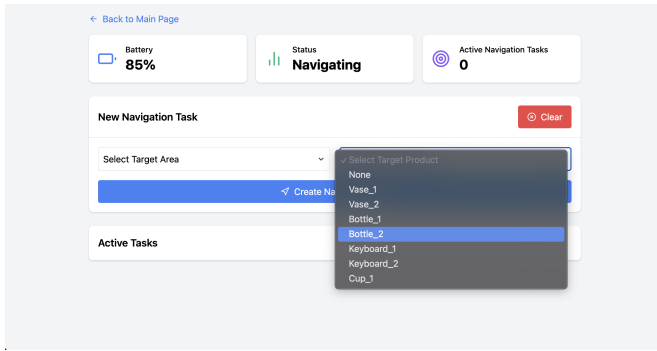 ← Back to Main Page
Battery
85%
Status
Navigating
Active Navigation Tasks
0
New Navigation Task
Clear
Select Target Area
✓ Select Target Product
None
Vase_1
Vase_2
Bottle_1
Bottle_2
Keyboard_1
Keyboard_2
Cup_1
Create Na
Active Tasks